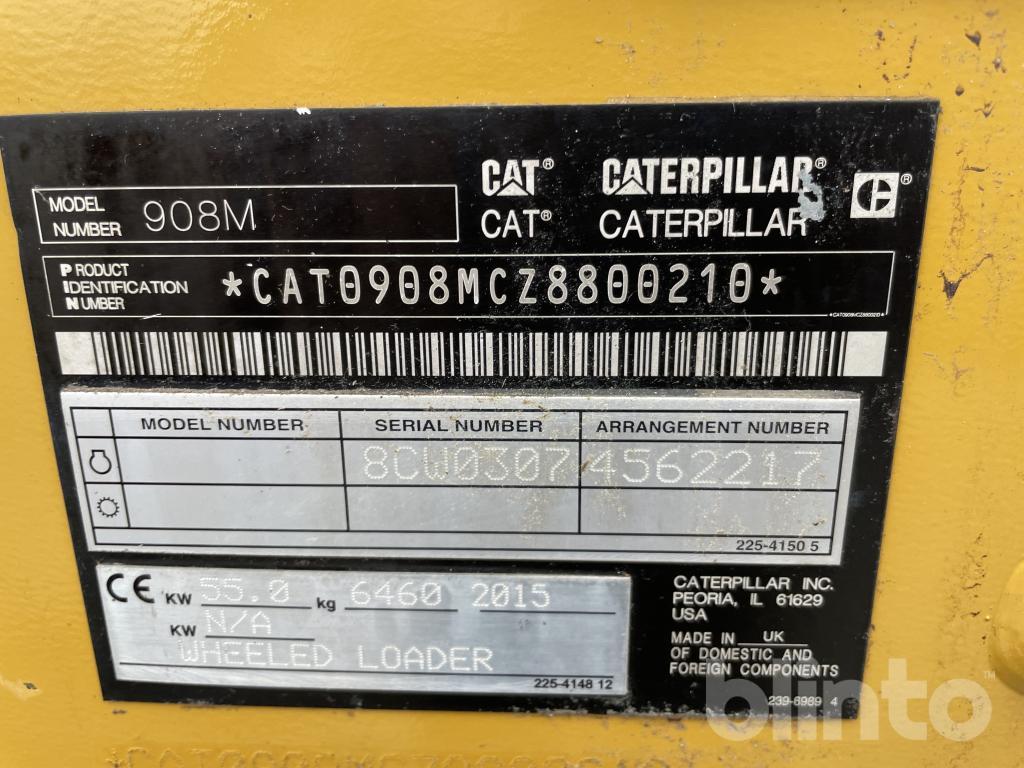 CAT® CATERPILLAR®
CAT® CATERPILLAR
MODEL NUMBER 908M
PRODUCT IDENTIFICATION NUMBER *CAT0908MCZ8800210*
*CAT0908MCZ8800210*
MODEL NUMBER SERIAL NUMBER ARRANGEMENT NUMBER
8CW0307 4562217
225-4150 5
CE KW 55.0 kg 6460 2015
KW N/A
WHEELED LOADER
225-4148 12
CATERPILLAR INC.
PEORIA, IL 61629
USA
MADE IN UK
OF DOMESTIC AND
FOREIGN COMPONENTS
239-6989 4
blinto™